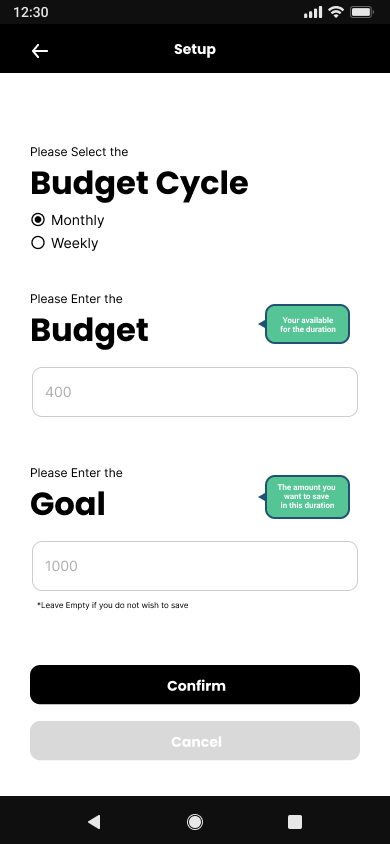 12:30
Setup
Please Select the
Budget Cycle
Monthly
Weekly
Please Enter the
Budget
Your available
for the duration
400
Please Enter the
Goal
The amount you
want to save
in this duration
1000
*Leave Empty if you do not wish to save
Confirm
Cancel